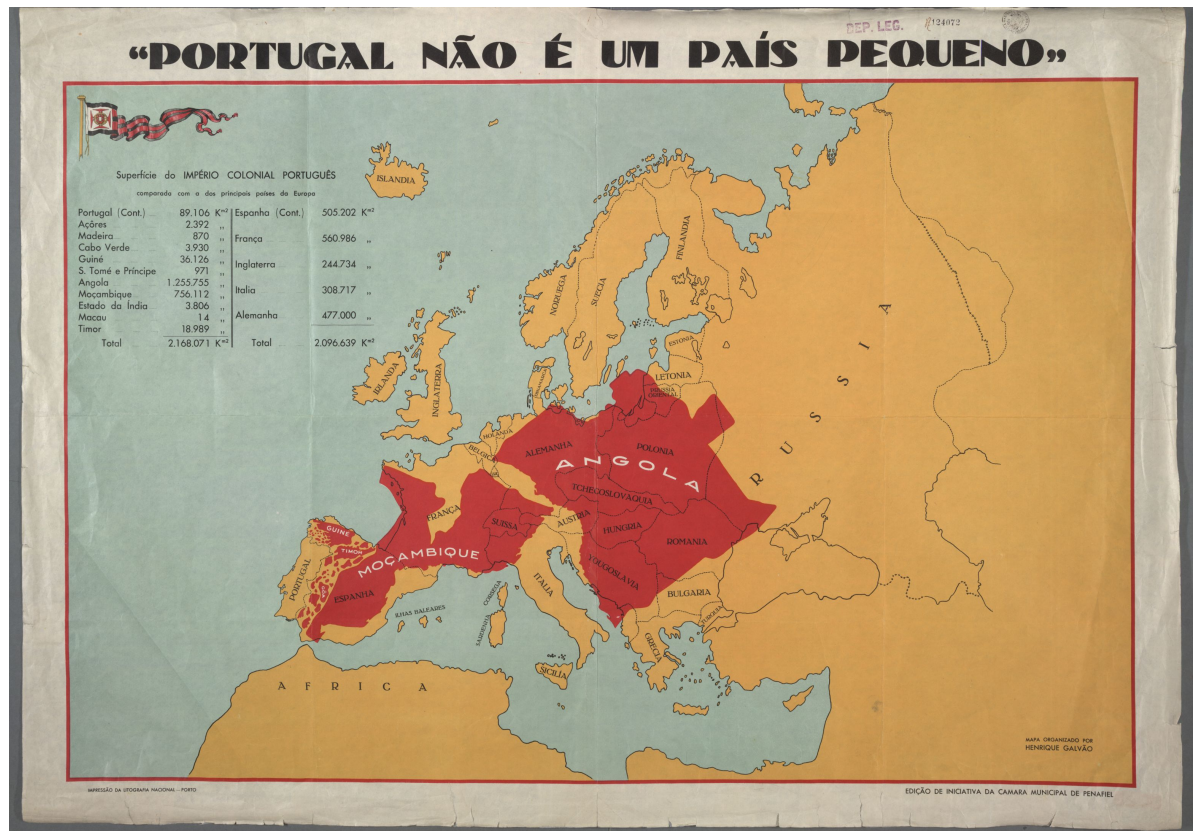 DEP. LEG.
124072
“PORTUGAL NÃO É UM PAÍS PEQUENO”
Superfície do IMPÉRIO COLONIAL PORTUGUÊS
comparado com o dos principais países da Europa
Portugal (Cont.) 89.106 Km²
Açôres 2.392 „
Madeira 870 „
Cabo Verde 3.930 „
Guiné 36.126 „
S. Tomé e Príncipe 971 „
Angola 1.255.755 „
Moçambique 756.112 „
Estado da Índia 3.806 „
Macau 14 „
Timor 18.989 „
Total 2.168.071 Km²
Espanha (Cont.) 505.202 Km²
França 560.986 „
Inglaterra 244.734 „
Italia 308.717 „
Alemanha 477.000 „
Total 2.096.639 Km²
ISLANDIA
NORUEGA
SUECIA
FINLANDIA
RUSSIA
ESTONIA
LETONIA
IRLANDA
INGLATERRA
HOLANDA
BELGICA
ALEMANHA
POLONIA
ANGOLA
TCHECOSLOVAQUIA
FRANÇA
SUISSA
AUSTRIA
HUNGRIA
ROMANIA
GUINÉ
TIMOR
MOÇAMBIQUE
YOUGOSLAVIA
PORTUGAL
ESPANHA
ITALIA
BULGARIA
TURQUIA
ILHAS BALEARES
CORSEGA
SARDENHA
GRECIA
SICILIA
AFRICA
MAPA ORGANIZADO POR
HENRIQUE GALVÃO
IMPRESSÃO DA LITOGRAFIA NACIONAL - PORTO
EDIÇÃO DE INICIATIVA DA CAMARA MUNICIPAL DE PENAFIEL